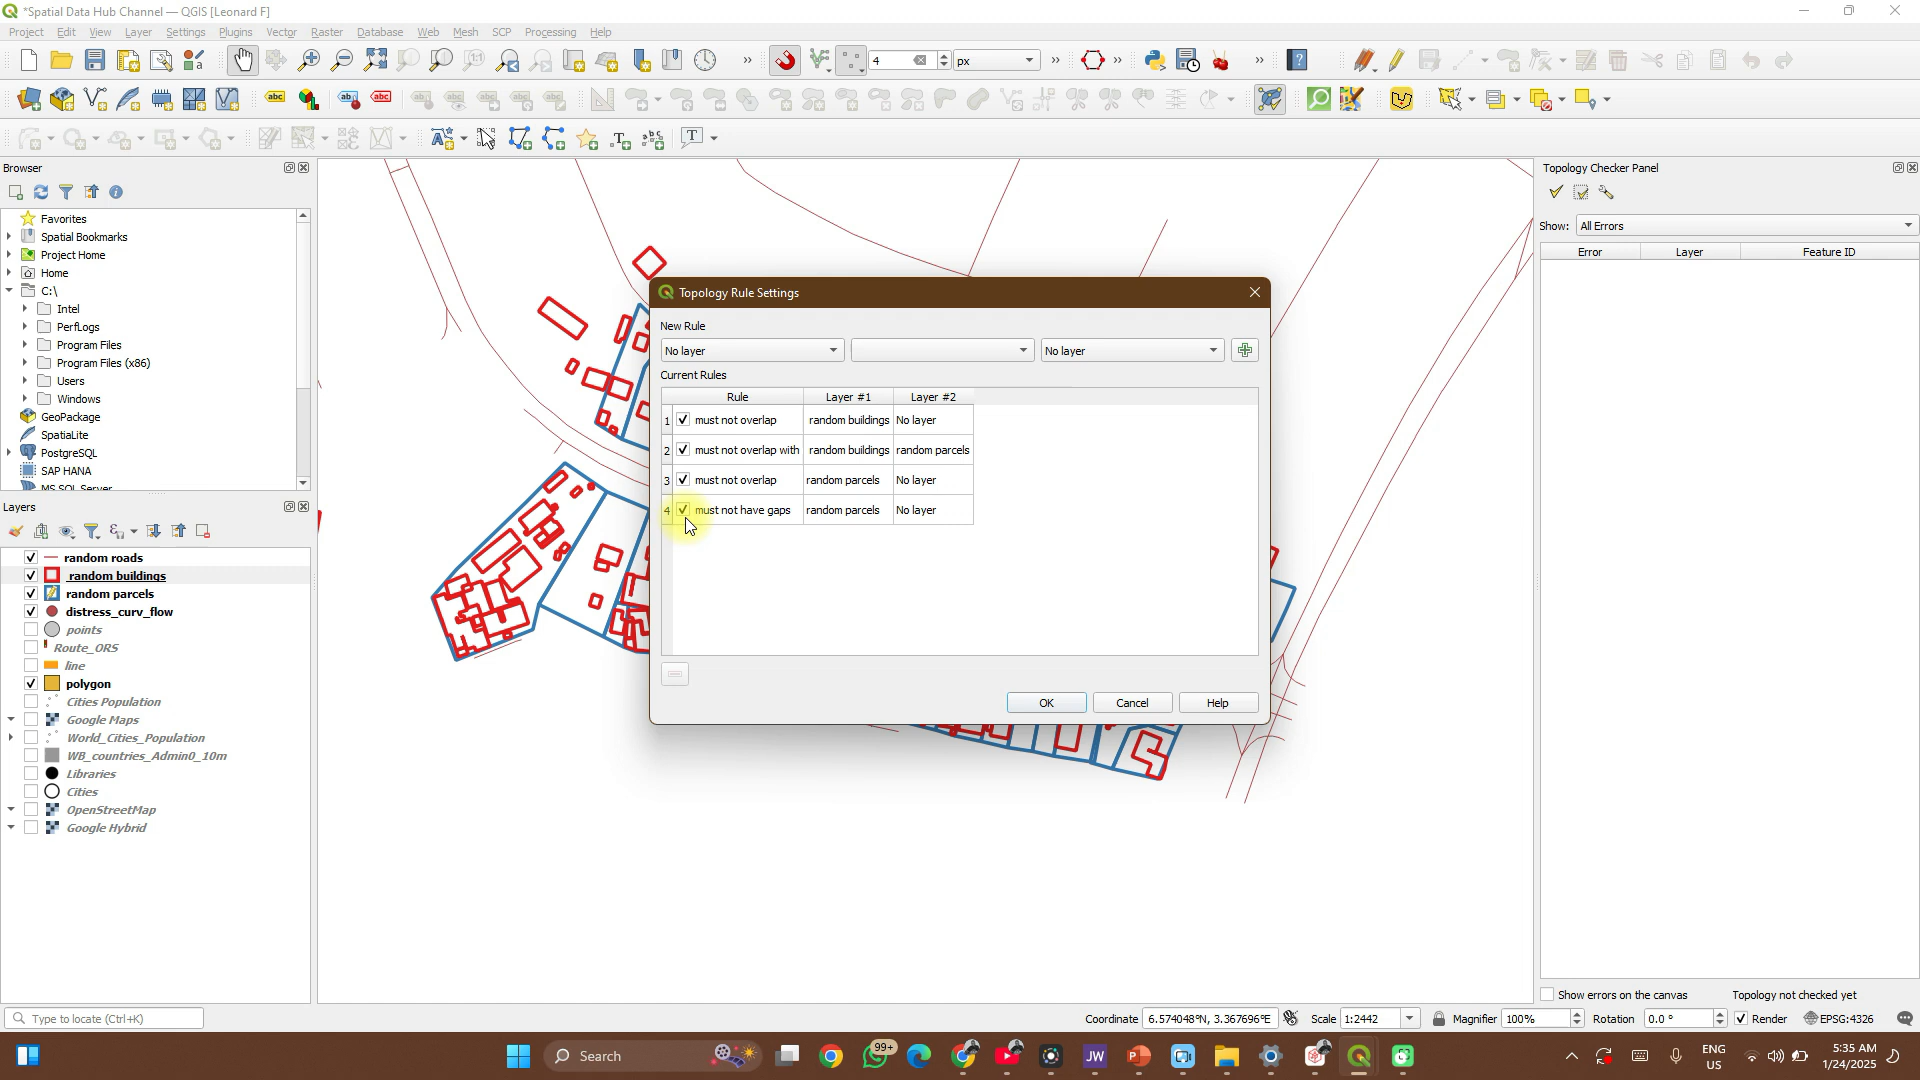 *Spatial Data Hub Channel — QGIS [Leonard F]
Project Edit View Layer Settings Plugins Vector Raster Database Web Mesh SCP Processing Help
4 px
Browser
Favorites
Spatial Bookmarks
Project Home
Home
C:\
Intel
PerfLogs
Program Files
Program Files (x86)
Users
Windows
GeoPackage
SpatiaLite
PostgreSQL
SAP HANA
MS SQL Server
Layers
random roads
random buildings
random parcels
distress_curv_flow
points
Route_ORS
line
polygon
Cities Population
Google Maps
World_Cities_Population
WB_countries_Admin0_10m
Libraries
Cities
OpenStreetMap
Google Hybrid
Topology Rule Settings
New Rule
No layer No layer
Current Rules
Rule Layer #1 Layer #2
1 must not overlap random buildings No layer
2 must not overlap with random buildings random parcels
3 must not overlap random parcels No layer
4 must not have gaps random parcels No layer
OK Cancel Help
Topology Checker Panel
Show: All Errors
Error Layer Feature ID
Show errors on the canvas Topology not checked yet
Type to locate (Ctrl+K) Coordinate 6.574048°N, 3.367696°E Scale 1:2442 Magnifier 100% Rotation 0.0 ° Render EPSG:4326
Search 99+ ENG US 5:35 AM 1/24/2025